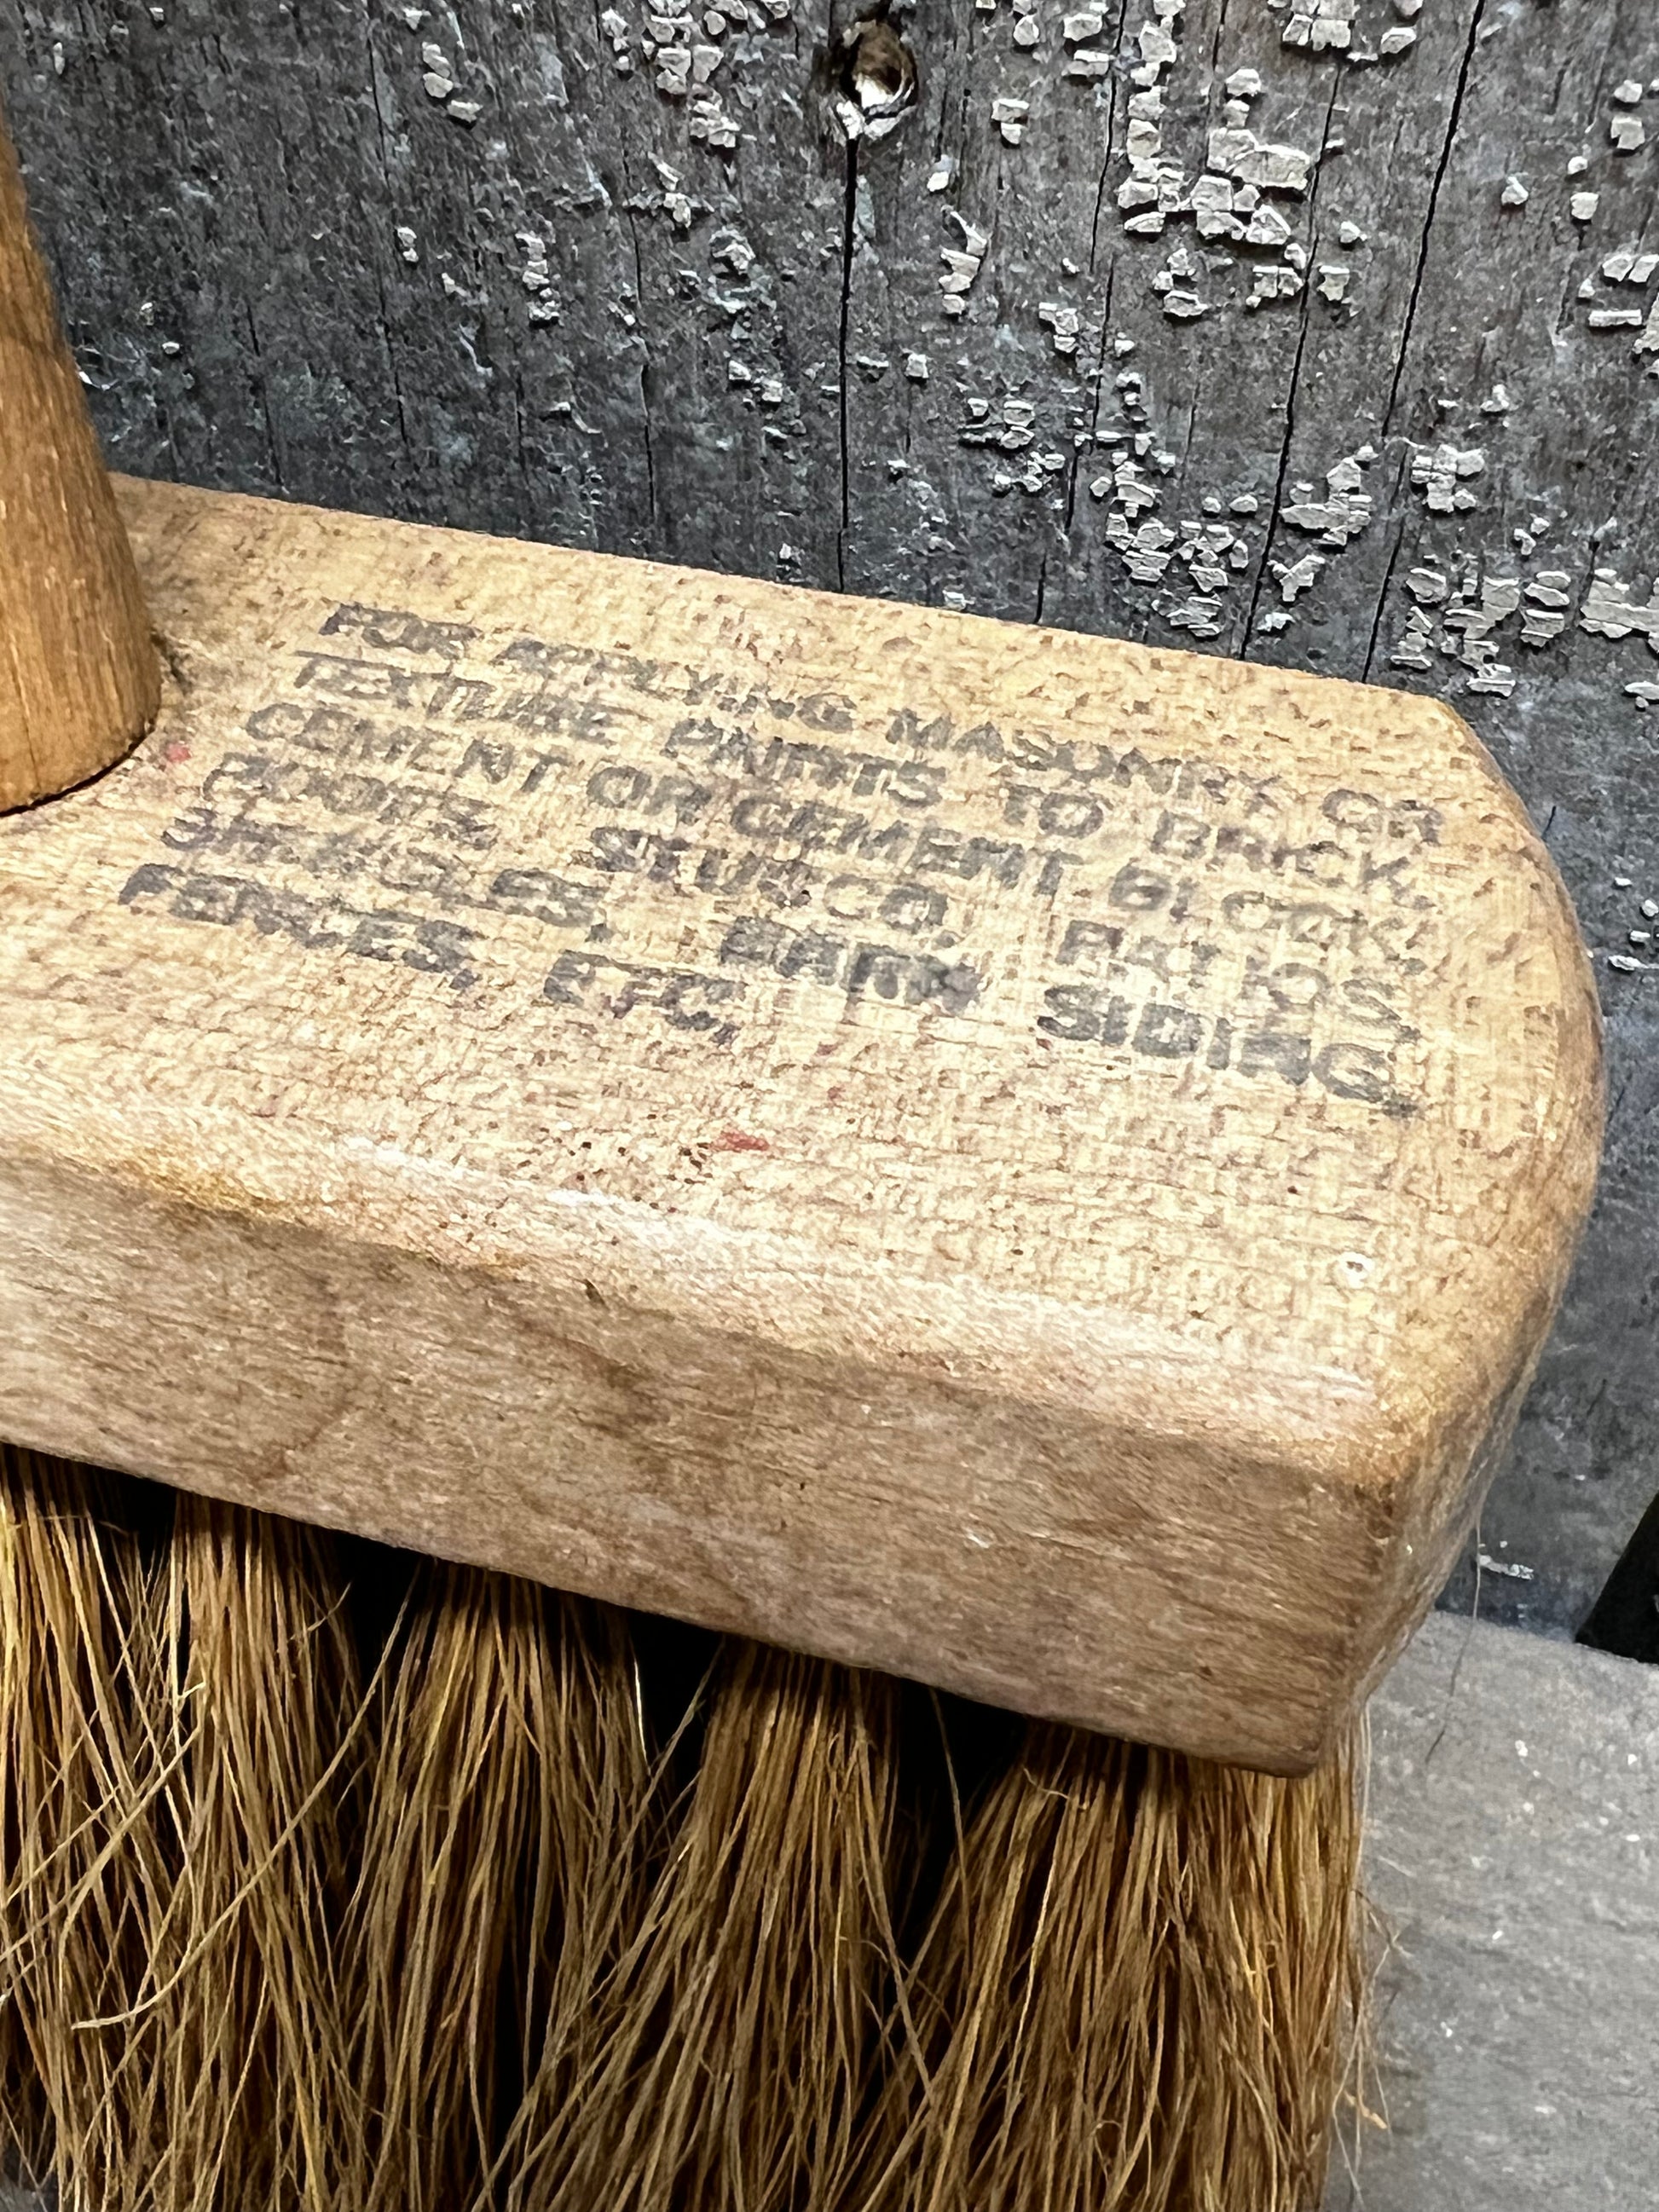 FOR APPLYING MASONRY OR
TEXTURE PAINTS TO BRICK,
CEMENT OR CEMENT BLOCK,
ROOFS, STUCCO, PATIOS,
SHINGLES, BARN SIDING,
FENCES, ETC.